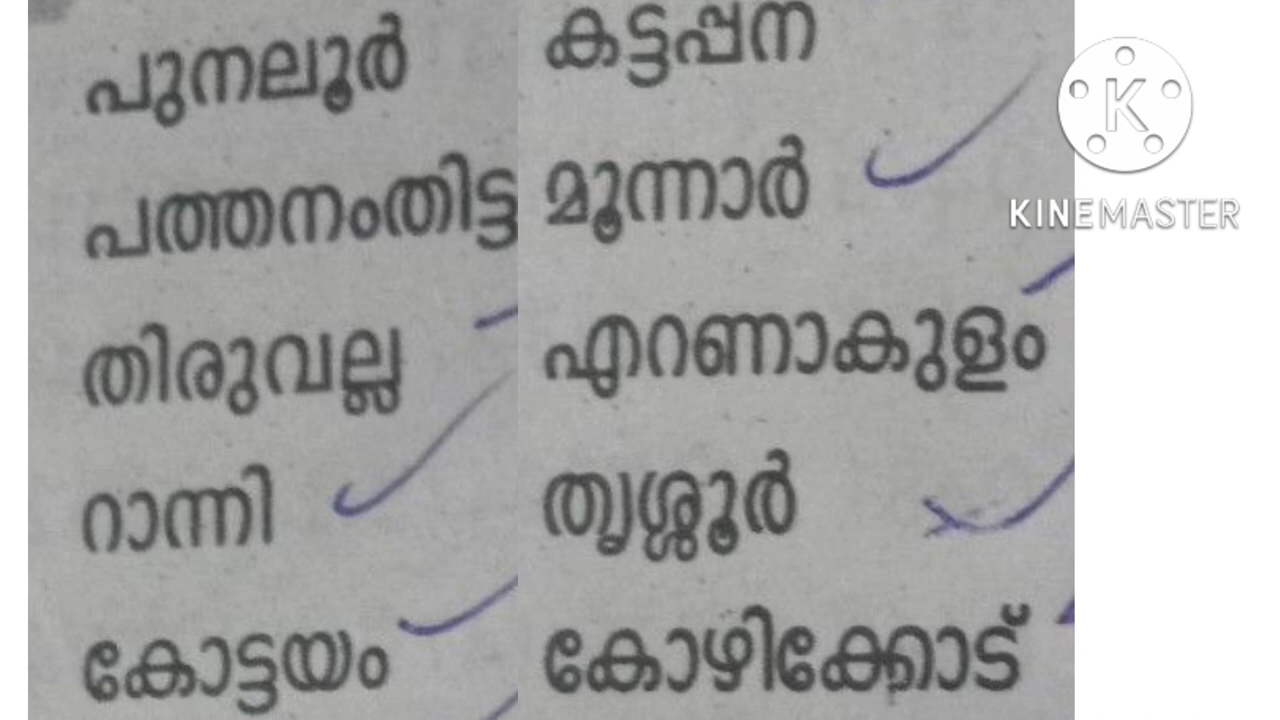 പുനലൂർ
പത്തനംതിട്ട
തിരുവല്ല
റാന്നി
കോട്ടയം
കട്ടപ്പന
മൂന്നാർ
എറണാകുളം
തൃശ്ശൂർ
കോഴിക്കോട്
K
KINEMASTER